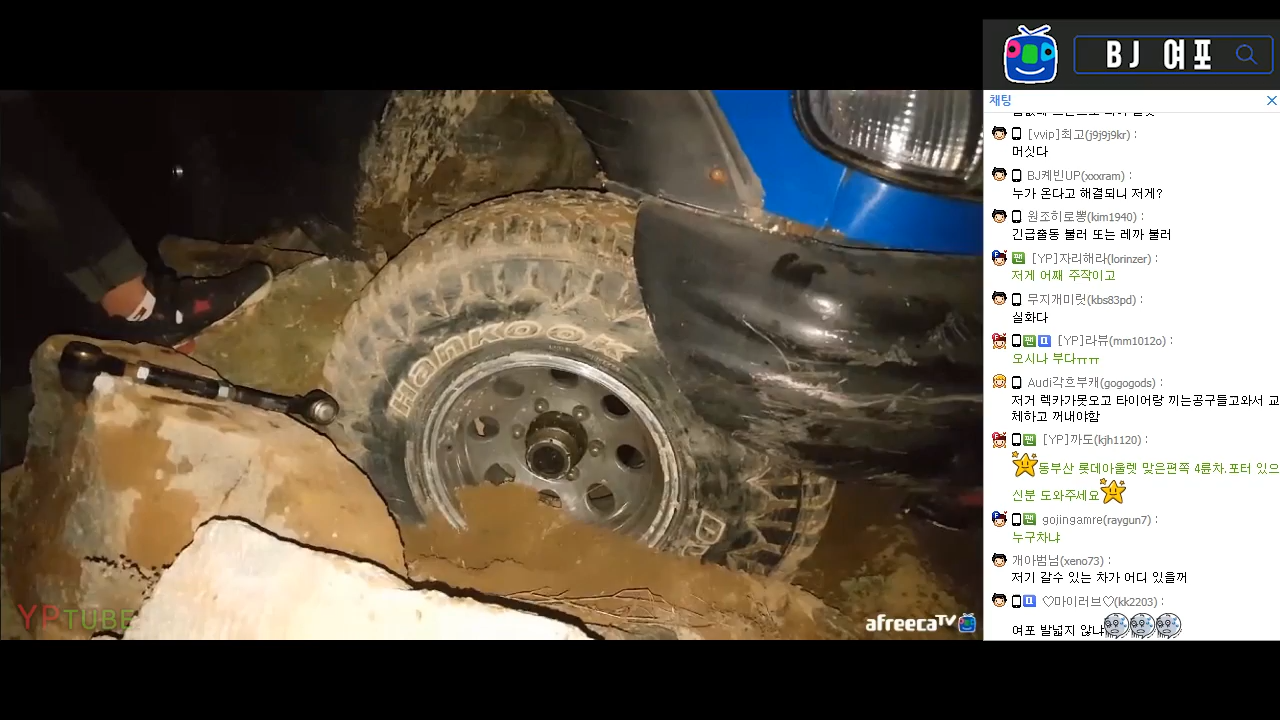 BJ 여포
채팅
[vvip]최고(j9j9j9kr) :
머싯다
BJ케빈UP(xxxram) :
누가 온다고 해결되니 저게?
원조히로뽕(kim1940) :
긴급출동 불러 또는 레까 불러
팬 [YP]자리해라(lorinzer) :
저게 어째 주작이고
무지개미럿(kbs83pd) :
실화다
팬 [YP]라뷰(mm1012o) :
오시나 부다ㅠㅠ
Audi각흐부캐(gogogods) :
저거 렉카가못오고 타이어랑 끼는공구들고와서 교
체하고 꺼내야함
팬 [YP]까도(kjh1120) :
동부산 롯데아울렛 맞은편쪽 4륜차,포터 있으
신분 도와주세요
팬 gojingamre(raygun7) :
누구차냐
개아범님(xeno73) :
저기 갈수 있는 차가 어디 있을꺼
♡마이러브♡(kk2203) :
여포 발넓지 않냐
Hankook
Dy
YPTUBE
afreecaTV